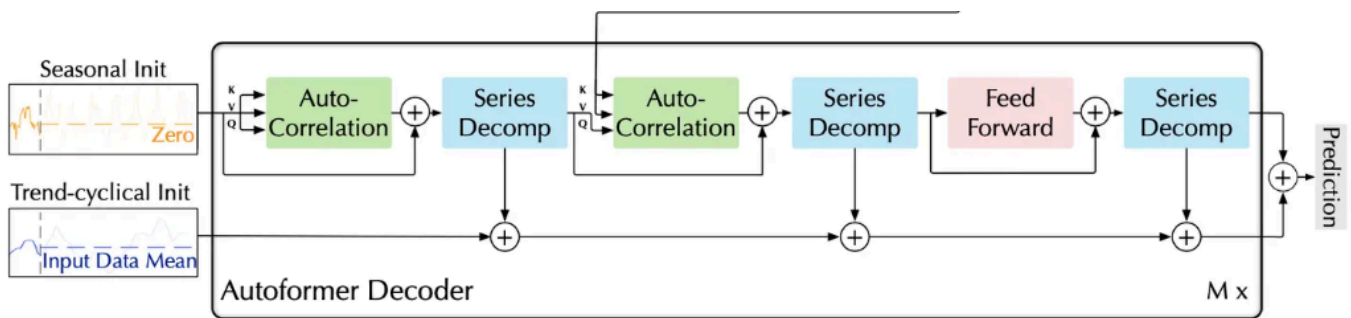 Seasonal Init
Zero
Trend-cyclical Init
Input Data Mean
K
V
Q
Auto-
Correlation
Series
Decomp
K
V
Q
Auto-
Correlation
Series
Decomp
Feed
Forward
Series
Decomp
Prediction
Autoformer Decoder
M x